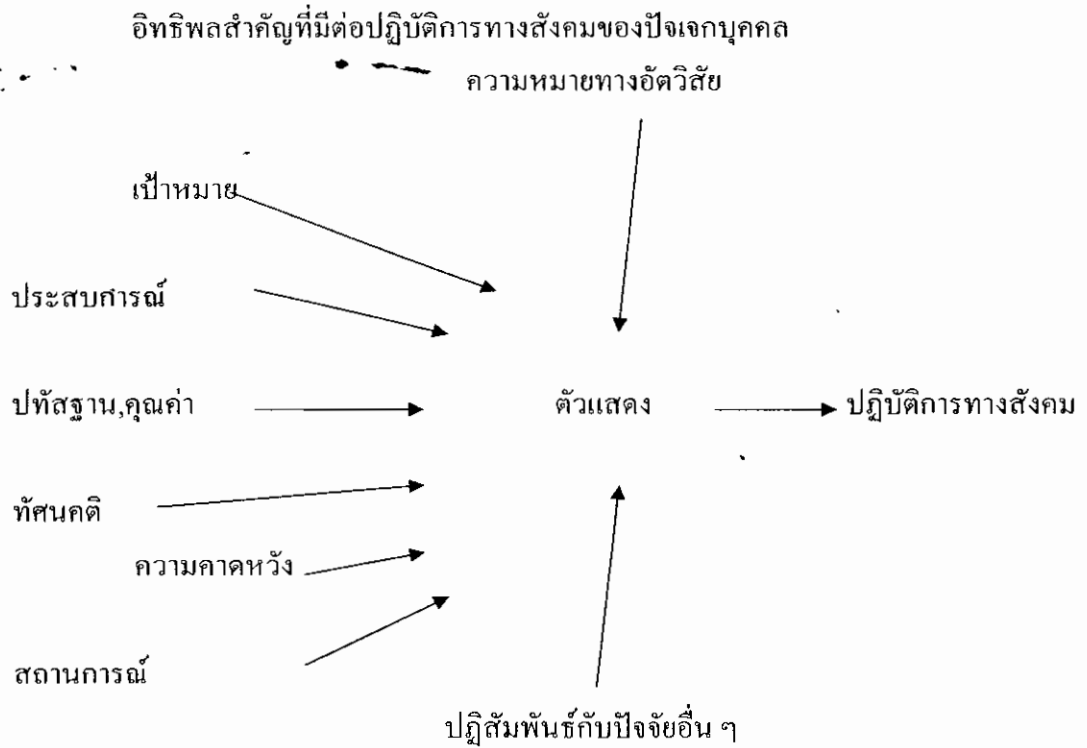 อิทธิพลสำคัญที่มีต่อปฏิบัติการทางสังคมของปัจเจกบุคคล
ความหมายทางอัตวิสัย
เป้าหมาย
ประสบการณ์
ปทัสฐาน,คุณค่า
ตัวแสดง
ปฏิบัติการทางสังคม
ทัศนคติ
ความคาดหวัง
สถานการณ์
ปฏิสัมพันธ์กับปัจจัยอื่น ๆ